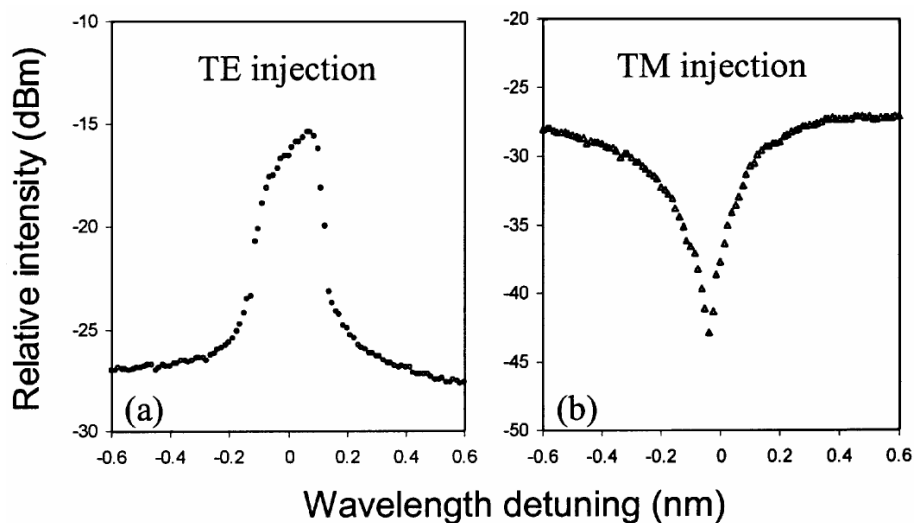 Relative intensity (dBm)
-10
-15
-20
-25
-30
TE injection
(a)
-0.6 -0.4 -0.2 0 0.2 0.4 0.6
-20
-25
-30
-35
-40
-45
-50
TM injection
(b)
-0.6 -0.4 -0.2 0 0.2 0.4 0.6
Wavelength detuning (nm)